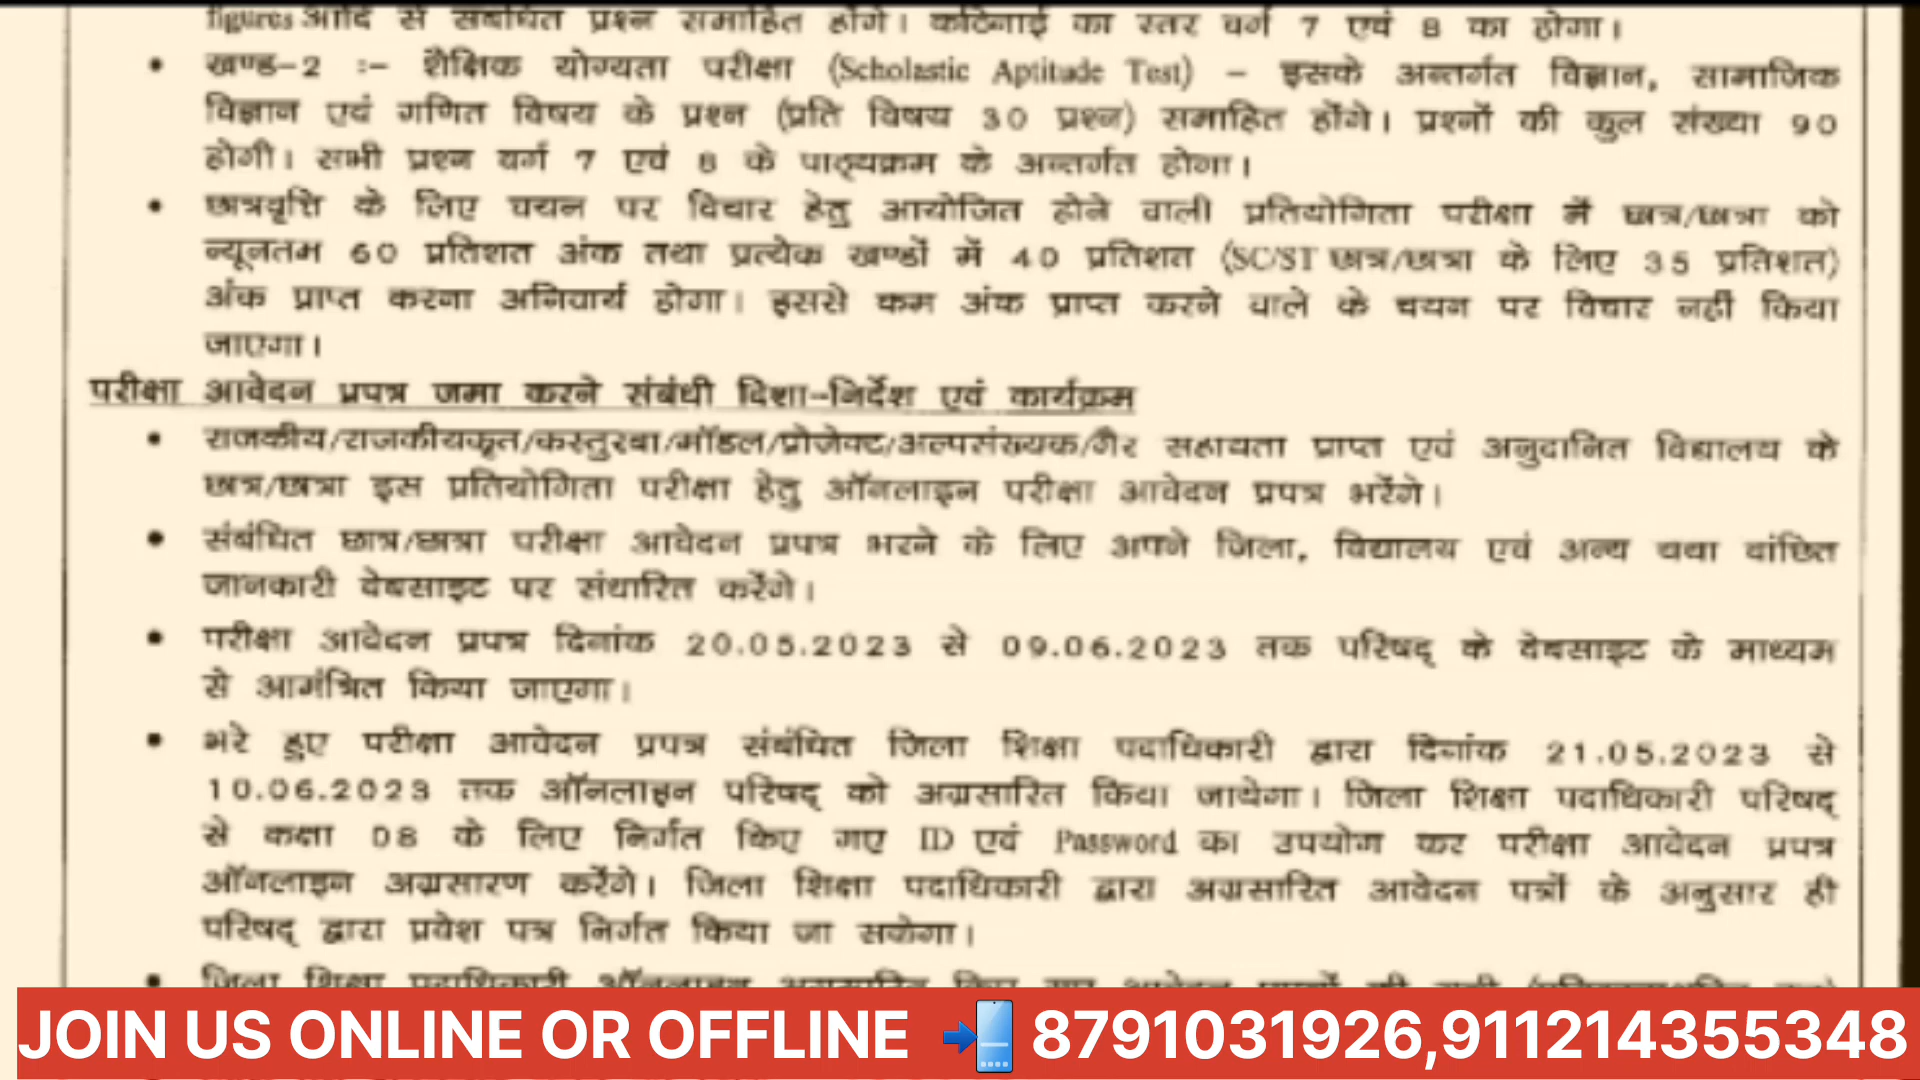 figures आदि से संबंधित प्रश्न समाहित होंगे। कठिनाई का स्तर वर्ग 7 एवं 8 का होगा।
• खण्ड-2 :- शैक्षिक योग्यता परीक्षा (Scholastic Aptitude Test) - इसके अन्तर्गत विज्ञान, सामाजिक
विज्ञान एवं गणित विषय के प्रश्न (प्रति विषय 30 प्रश्न) समाहित होंगे। प्रश्नों की कुल संख्या 90
होगी। सभी प्रश्न वर्ग 7 एवं 8 के पाठ्यक्रम के अन्तर्गत होगा।
• छात्रवृत्ति के लिए चयन पर विचार हेतु आयोजित होने वाली प्रतियोगिता परीक्षा में छात्र/छात्रा को
न्यूनतम 60 प्रतिशत अंक तथा प्रत्येक खण्डों में 40 प्रतिशत (SC/ST छात्र/छात्रा के लिए 35 प्रतिशत)
अंक प्राप्त करना अनिवार्य होगा। इससे कम अंक प्राप्त करने वाले के चयन पर विचार नहीं किया
जाएगा।
परीक्षा आवेदन प्रपत्र जमा करने संबंधी दिशा-निर्देश एवं कार्यक्रम
• राजकीय/राजकीयकृत/कस्तुरबा/मॉडल/प्रोजेक्ट/अल्पसंख्यक/गैर सहायता प्राप्त एवं अनुदानित विद्यालय के
छात्र/छात्रा इस प्रतियोगिता परीक्षा हेतु ऑनलाइन परीक्षा आवेदन प्रपत्र भरेंगे।
• संबंधित छात्र/छात्रा परीक्षा आवेदन प्रपत्र भरने के लिए अपने जिला, विद्यालय एवं अन्य यथा वांछित
जानकारी वेबसाइट पर संधारित करेंगे।
• परीक्षा आवेदन प्रपत्र दिनांक 20.05.2023 से 09.06.2023 तक परिषद् के वेबसाइट के माध्यम
से आमंत्रित किया जाएगा।
• भरे हुए परीक्षा आवेदन प्रपत्र संबंधित जिला शिक्षा पदाधिकारी द्वारा दिनांक 21.05.2023 से
10.06.2023 तक ऑनलाइन परिषद् को अग्रसारित किया जायेगा। जिला शिक्षा पदाधिकारी परिषद्
से कक्षा 08 के लिए निर्गत किए गए ID एवं Password का उपयोग कर परीक्षा आवेदन प्रपत्र
ऑनलाइन अग्रसारण करेंगे। जिला शिक्षा पदाधिकारी द्वारा अग्रसारित आवेदन पत्रों के अनुसार ही
परिषद् द्वारा प्रवेश पत्र निर्गत किया जा सकेगा।
• जिला शिक्षा पदाधिकारी ऑनलाइन अग्रसारित किए गए आवेदन
JOIN US ONLINE OR OFFLINE 8791031926,911214355348